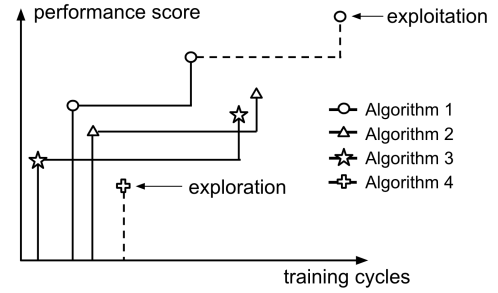 performance score
exploitation
Algorithm 1
Algorithm 2
Algorithm 3
Algorithm 4
exploration
training cycles